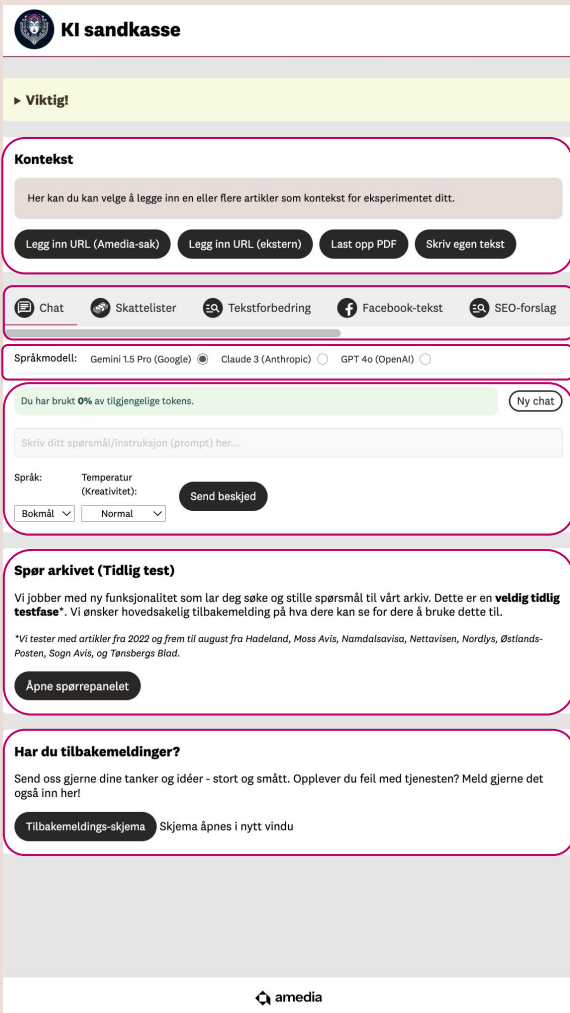 KI sandkasse
▸ Viktig!
Kontekst
Her kan du kan velge å legge inn en eller flere artikler som kontekst for eksperimentet ditt.
Legg inn URL (Amedia-sak) Legg inn URL (ekstern) Last opp PDF Skriv egen tekst
Chat Skattelister Tekstforbedring Facebook-tekst SEO-forslag
Språkmodell: Gemini 1.5 Pro (Google) Claude 3 (Anthropic) GPT 4o (OpenAI)
Du har brukt 0% av tilgjengelige tokens. Ny chat
Skriv ditt spørsmål/instruksjon (prompt) her...
Språk: Temperatur
(Kreativitet):
Bokmål Normal Send beskjed
Spør arkivet (Tidlig test)
Vi jobber med ny funksjonalitet som lar deg søke og stille spørsmål til vårt arkiv. Dette er en veldig tidlig
testfase*. Vi ønsker hovedsakelig tilbakemelding på hva dere kan se for dere å bruke dette til.
*Vi tester med artikler fra 2022 og frem til august fra Hadeland, Moss Avis, Namdalsavisa, Nettavisen, Nordlys, Østlands-
Posten, Sogn Avis, og Tønsbergs Blad.
Åpne spørrepanelet
Har du tilbakemeldinger?
Send oss gjerne dine tanker og idéer - stort og smått. Opplever du feil med tjenesten? Meld gjerne det
også inn her!
Tilbakemeldings-skjema Skjema åpnes i nytt vindu
amedia